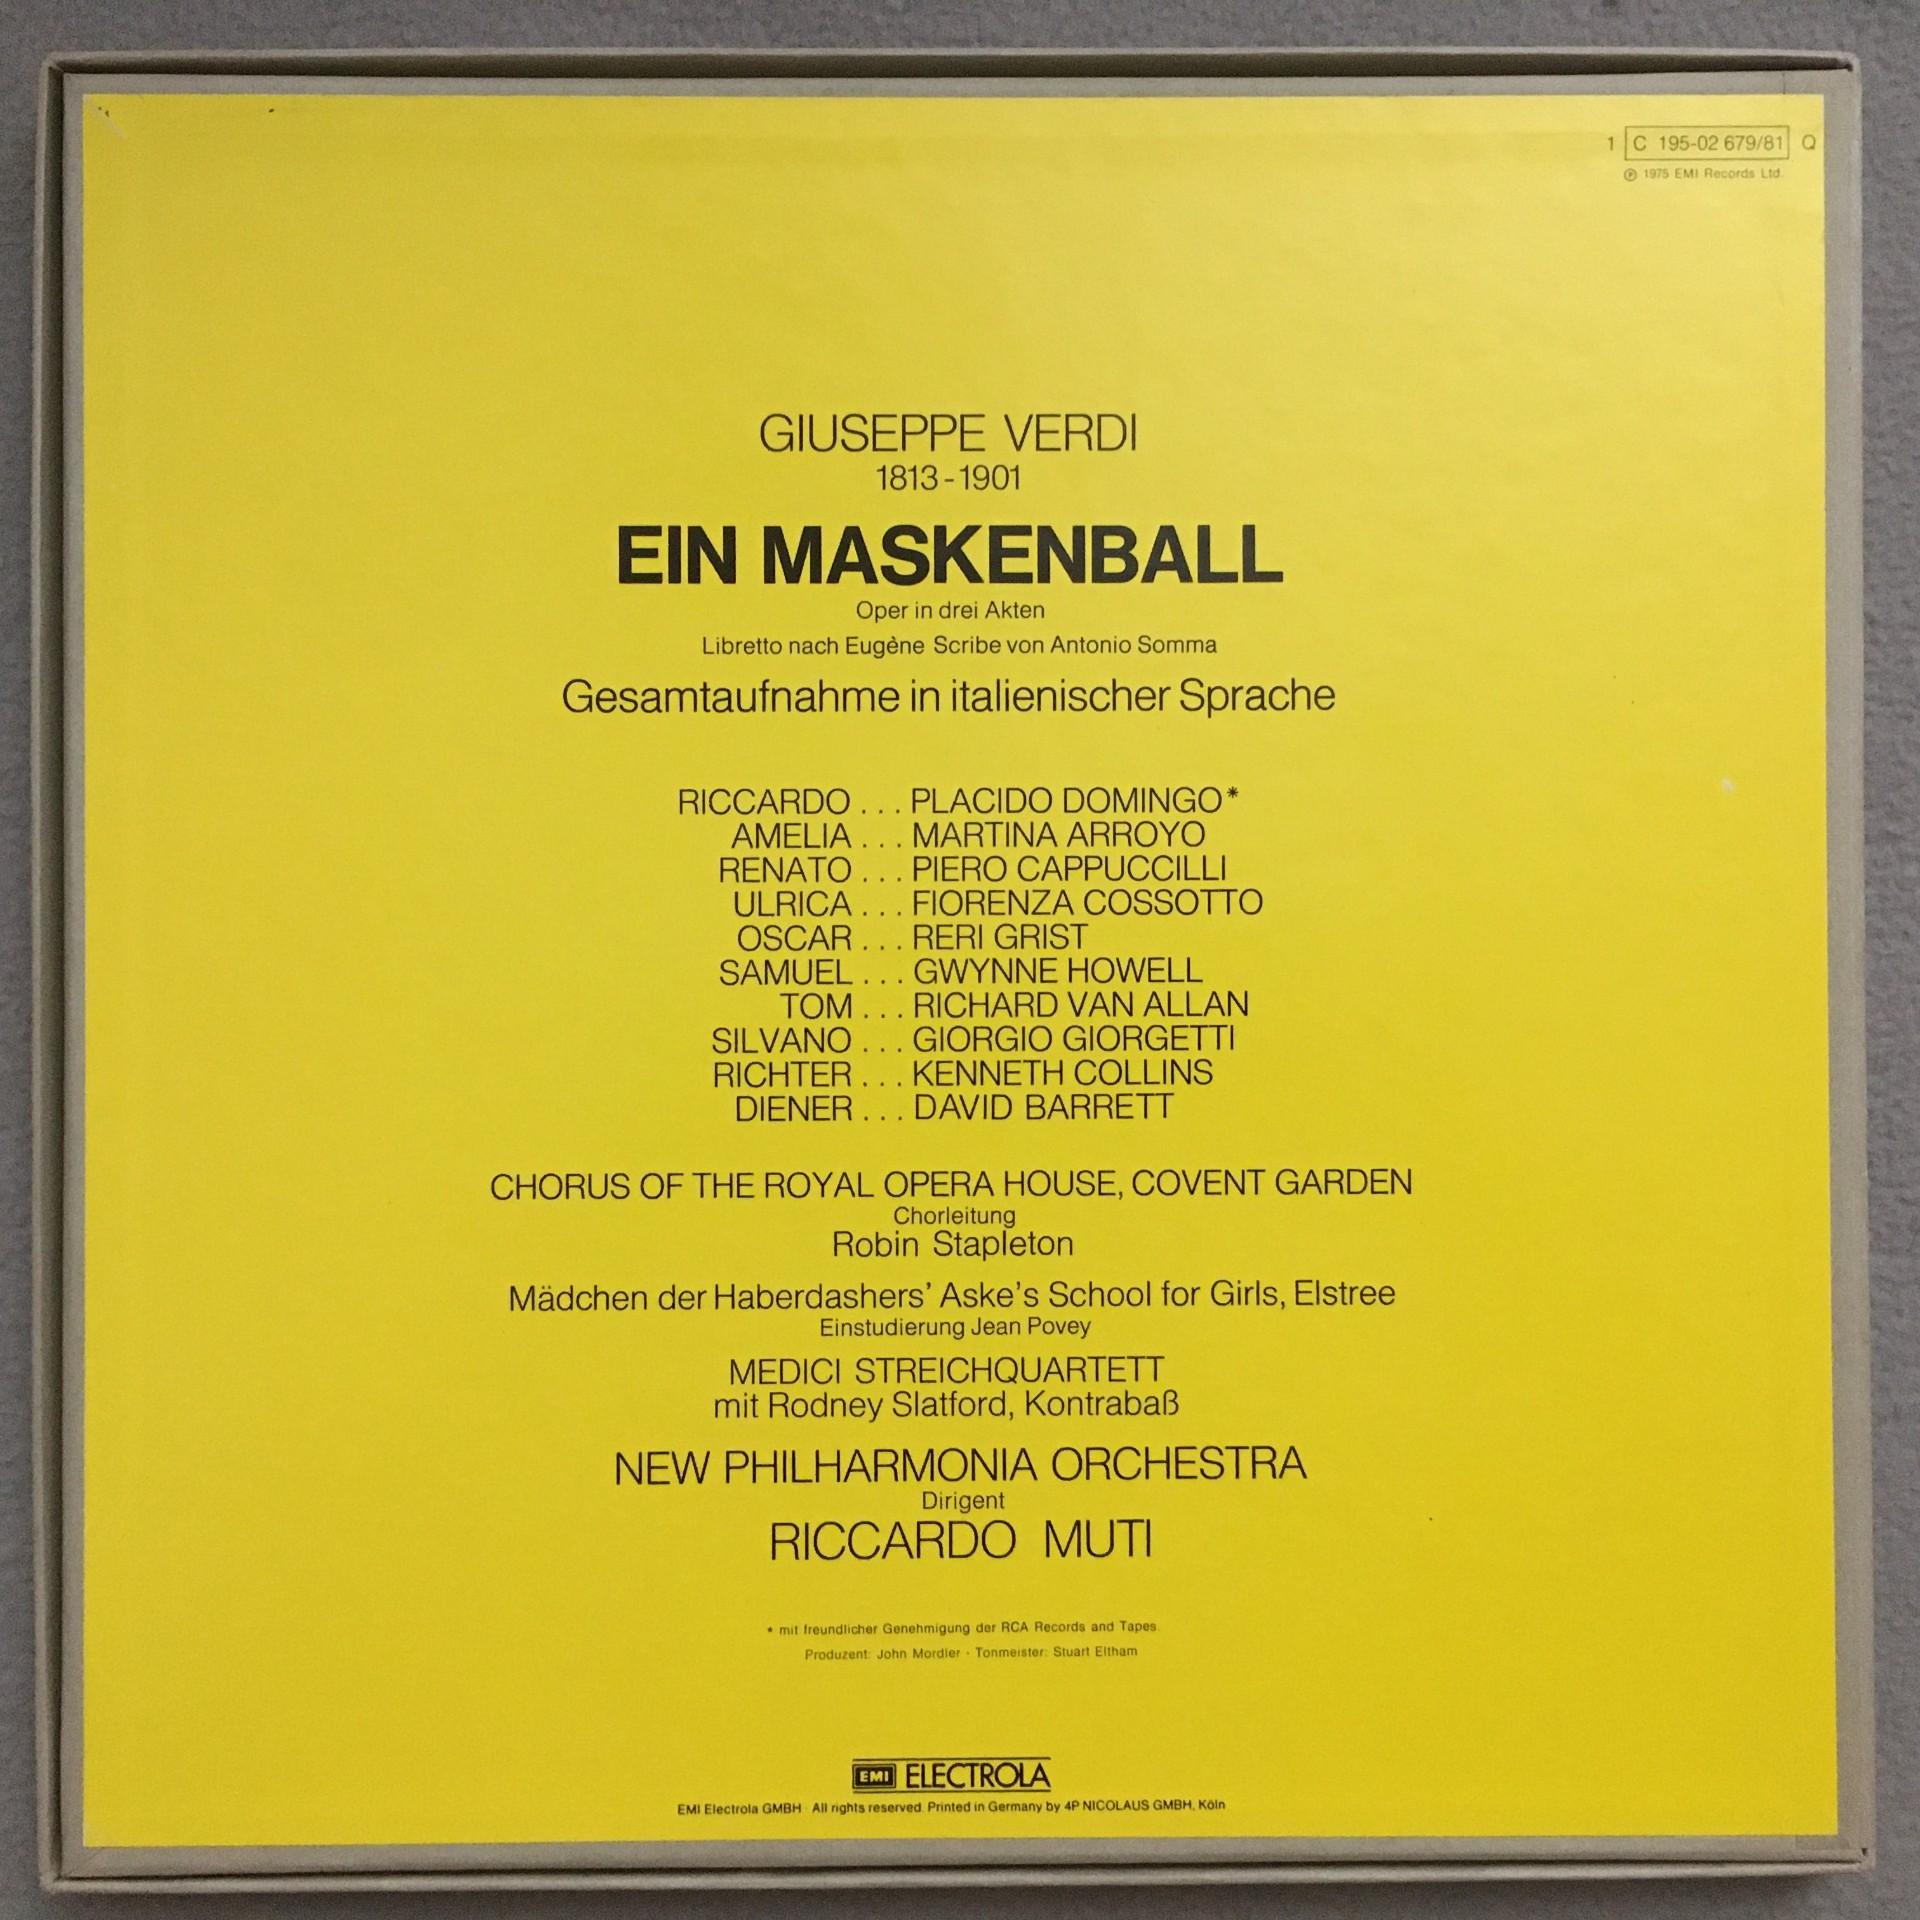 1 C 195-02 679/81 Q
℗ 1975 EMI Records Ltd.
GIUSEPPE VERDI
1813-1901
EIN MASKENBALL
Oper in drei Akten
Libretto nach Eugène Scribe von Antonio Somma
Gesamtaufnahme in italienischer Sprache
RICCARDO . . . PLACIDO DOMINGO*
AMELIA . . . MARTINA ARROYO
RENATO . . . PIERO CAPPUCCILLI
ULRICA . . . FIORENZA COSSOTTO
OSCAR . . . RERI GRIST
SAMUEL . . . GWYNNE HOWELL
TOM . . . RICHARD VAN ALLAN
SILVANO . . . GIORGIO GIORGETTI
RICHTER . . . KENNETH COLLINS
DIENER . . . DAVID BARRETT
CHORUS OF THE ROYAL OPERA HOUSE, COVENT GARDEN
Chorleitung
Robin Stapleton
Mädchen der Haberdashers' Aske's School for Girls, Elstree
Einstudierung Jean Povey
MEDICI STREICHQUARTETT
mit Rodney Slatford, Kontrabaß
NEW PHILHARMONIA ORCHESTRA
Dirigent
RICCARDO MUTI
* mit freundlicher Genehmigung der RCA Records and Tapes.
Produzent: John Mordler · Tonmeister: Stuart Eltham
EMI ELECTROLA
EMI Electrola GMBH · All rights reserved. Printed in Germany by 4P NICOLAUS GMBH, Köln